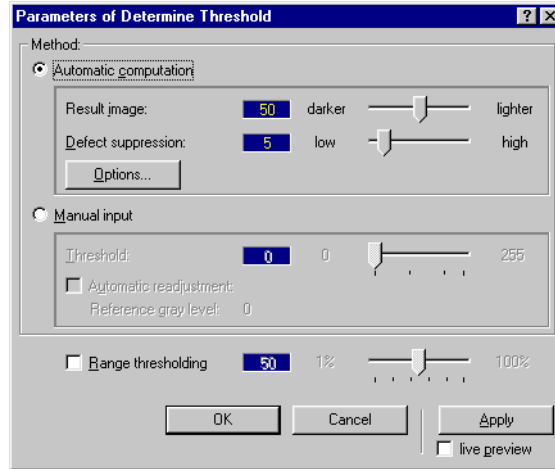 Parameters of Determine Threshold
Method:
Automatic computation
Result image: 50 darker lighter
Defect suppression: 5 low high
Options...
Manual input
Threshold: 0 0 255
Automatic readjustment:
Reference gray level: 0
Range thresholding 50 1% 100%
OK Cancel Apply
live preview